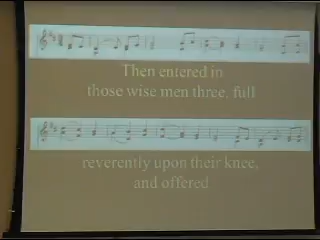 Then entered in
those wise men three, full
reverently upon their knee,
and offered